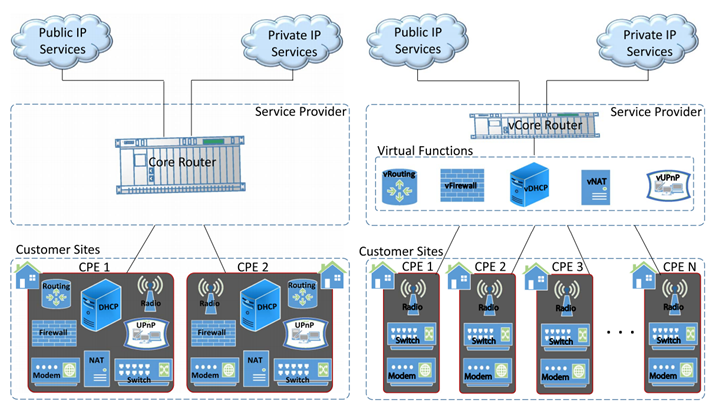 Public IP
Services
Private IP
Services
Service Provider
Core Router
Customer Sites
CPE 1
CPE 2
Routing
DHCP
Radio
Firewall
UPnP
Modem
NAT
Switch
Radio
DHCP
Routing
Firewall
UPnP
Modem
NAT
Switch
Public IP
Services
Private IP
Services
Service Provider
vCore Router
Virtual Functions
vRouting
vFirewall
vDHCP
vNAT
vUPnP
Customer Sites
CPE 1
CPE 2
CPE 3
CPE N
Radio
Radio
Radio
Radio
Switch
Switch
Switch
. . .
Switch
Modem
Modem
Modem
Modem